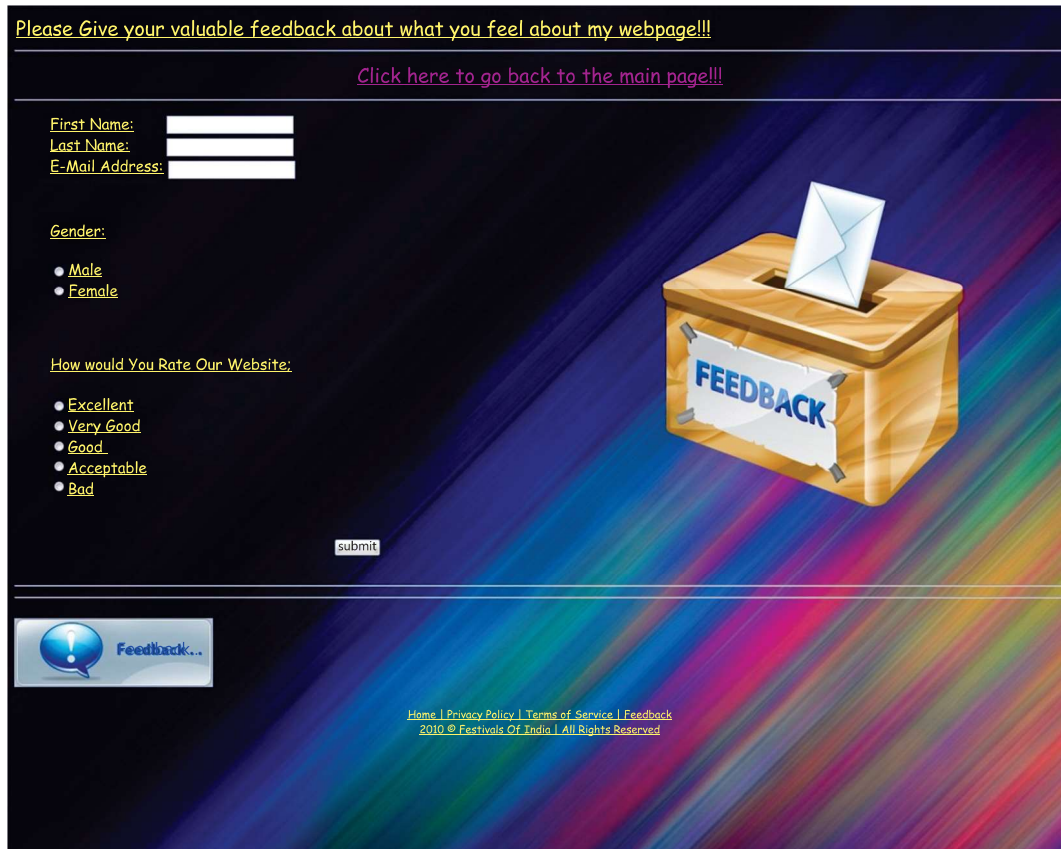 Please Give your valuable feedback about what you feel about my webpage!!!
Click here to go back to the main page!!!
First Name:
Last Name:
E-Mail Address:
Gender:
Male
Female
How would You Rate Our Website;
Excellent
Very Good
Good
Acceptable
Bad
FEEDBACK
submit
Feedback...
Home | Privacy Policy | Terms of Service | Feedback
2010 © Festivals Of India | All Rights Reserved